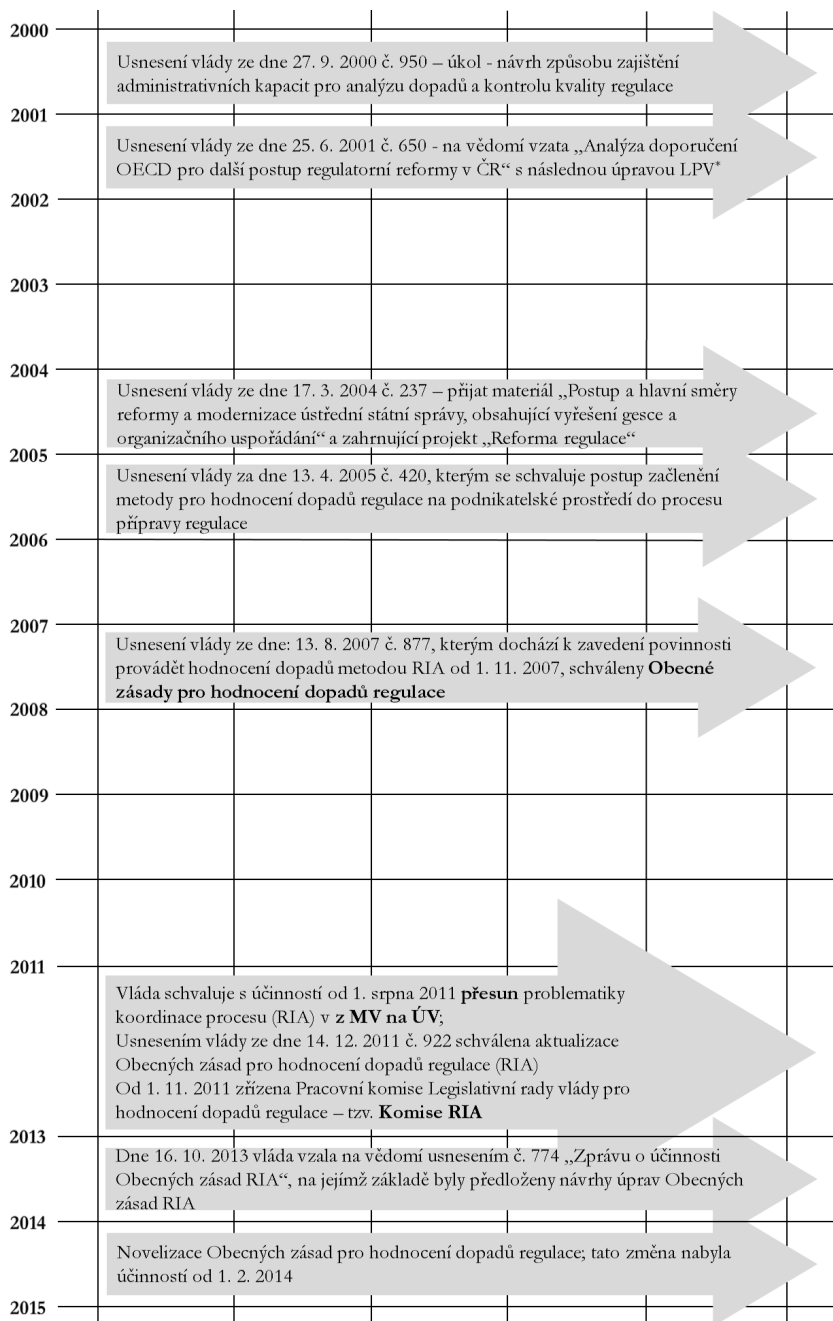 2000
Usnesení vlády ze dne 27. 9. 2000 č. 950 – úkol - návrh způsobu zajištění
administrativních kapacit pro analýzu dopadů a kontrolu kvality regulace
2001
Usnesení vlády ze dne 25. 6. 2001 č. 650 - na vědomí vzata „Analýza doporučení
OECD pro další postup regulatorní reformy v ČR“ s následnou úpravou LPV*
2002
2003
2004
Usnesení vlády ze dne 17. 3. 2004 č. 237 – přijat materiál „Postup a hlavní směry
reformy a modernizace ústřední státní správy, obsahující vyřešení gesce a
organizačního uspořádání“ a zahrnující projekt „Reforma regulace“
2005
Usnesení vlády za dne 13. 4. 2005 č. 420, kterým se schvaluje postup začlenění
metody pro hodnocení dopadů regulace na podnikatelské prostředí do procesu
přípravy regulace
2006
2007
Usnesení vlády ze dne: 13. 8. 2007 č. 877, kterým dochází k zavedení povinnosti
provádět hodnocení dopadů metodou RIA od 1. 11. 2007, schváleny Obecné
zásady pro hodnocení dopadů regulace
2008
2009
2010
2011
Vláda schvaluje s účinností od 1. srpna 2011 přesun problematiky
koordinace procesu (RIA) v z MV na ÚV;
Usnesením vlády ze dne 14. 12. 2011 č. 922 schválena aktualizace
Obecných zásad pro hodnocení dopadů regulace (RIA)
Od 1. 11. 2011 zřízena Pracovní komise Legislativní rady vlády pro
hodnocení dopadů regulace – tzv. Komise RIA
2013
Dne 16. 10. 2013 vláda vzala na vědomí usnesením č. 774 „Zprávu o účinnosti
Obecných zásad RIA“, na jejímž základě byly předloženy návrhy úprav Obecných
zásad RIA
2014
Novelizace Obecných zásad pro hodnocení dopadů regulace; tato změna nabyla
účinností od 1. 2. 2014
2015